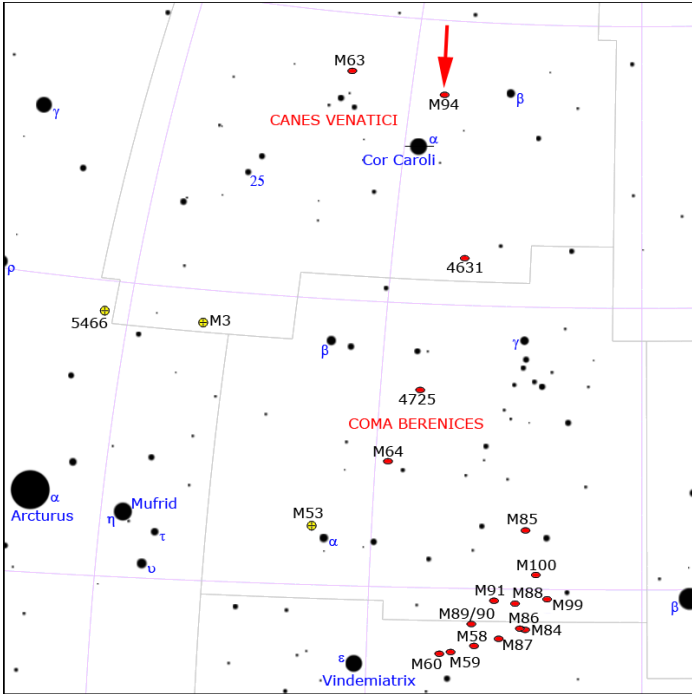 M63
M94
β
γ
CANES VENATICI
α
Cor Caroli
25
4631
ρ
5466
M3
β
γ
4725
COMA BERENICES
M64
α
Arcturus
Mufrid
η
τ
υ
M53
α
M85
M100
M91
M88
M99
β
M89/90
M86
M84
M58
M87
M60
M59
ε
Vindemiatrix